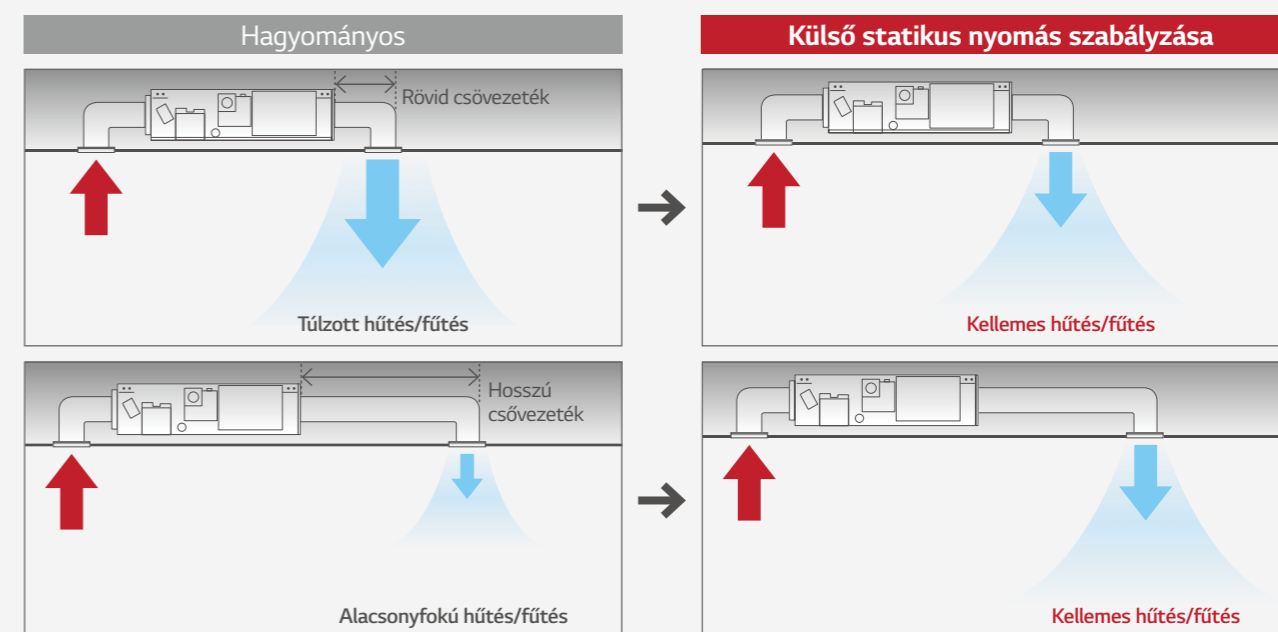 Hagyományos
Külső statikus nyomás szabályzása
Rövid csövezeték
Túlzott hűtés/fűtés
Kellemes hűtés/fűtés
Hosszú
csővezeték
Alacsonyfokú hűtés/fűtés
Kellemes hűtés/fűtés